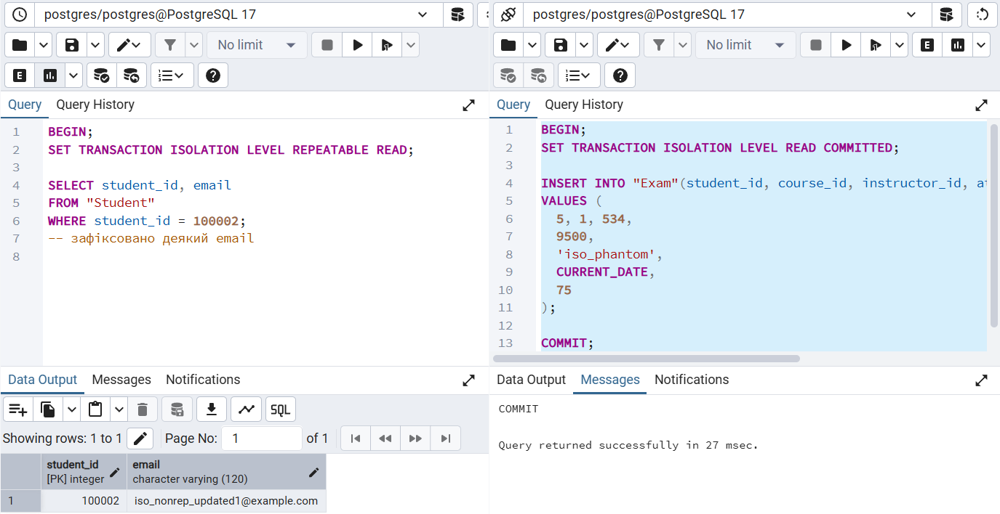 postgres/postgres@PostgreSQL 17
No limit
E
Query
Query History
1 BEGIN;
2 SET TRANSACTION ISOLATION LEVEL REPEATABLE READ;
3
4 SELECT student_id, email
5 FROM "Student"
6 WHERE student_id = 100002;
7 -- зафіксовано деякий email
8
Data Output
Messages
Notifications
SQL
Showing rows: 1 to 1
Page No:
1
of 1
student_id
[PK] integer
email
character varying (120)
1
100002
iso_nonrep_updated1@example.com
postgres/postgres@PostgreSQL 17
No limit
E
Query
Query History
1 BEGIN;
2 SET TRANSACTION ISOLATION LEVEL READ COMMITTED;
3
4 INSERT INTO "Exam"(student_id, course_id, instructor_id,
5 VALUES (
6 5, 1, 534,
7 9500,
8 'iso_phantom',
9 CURRENT_DATE,
10 75
11 );
12
13 COMMIT;
Data Output
Messages
Notifications
COMMIT
Query returned successfully in 27 msec.